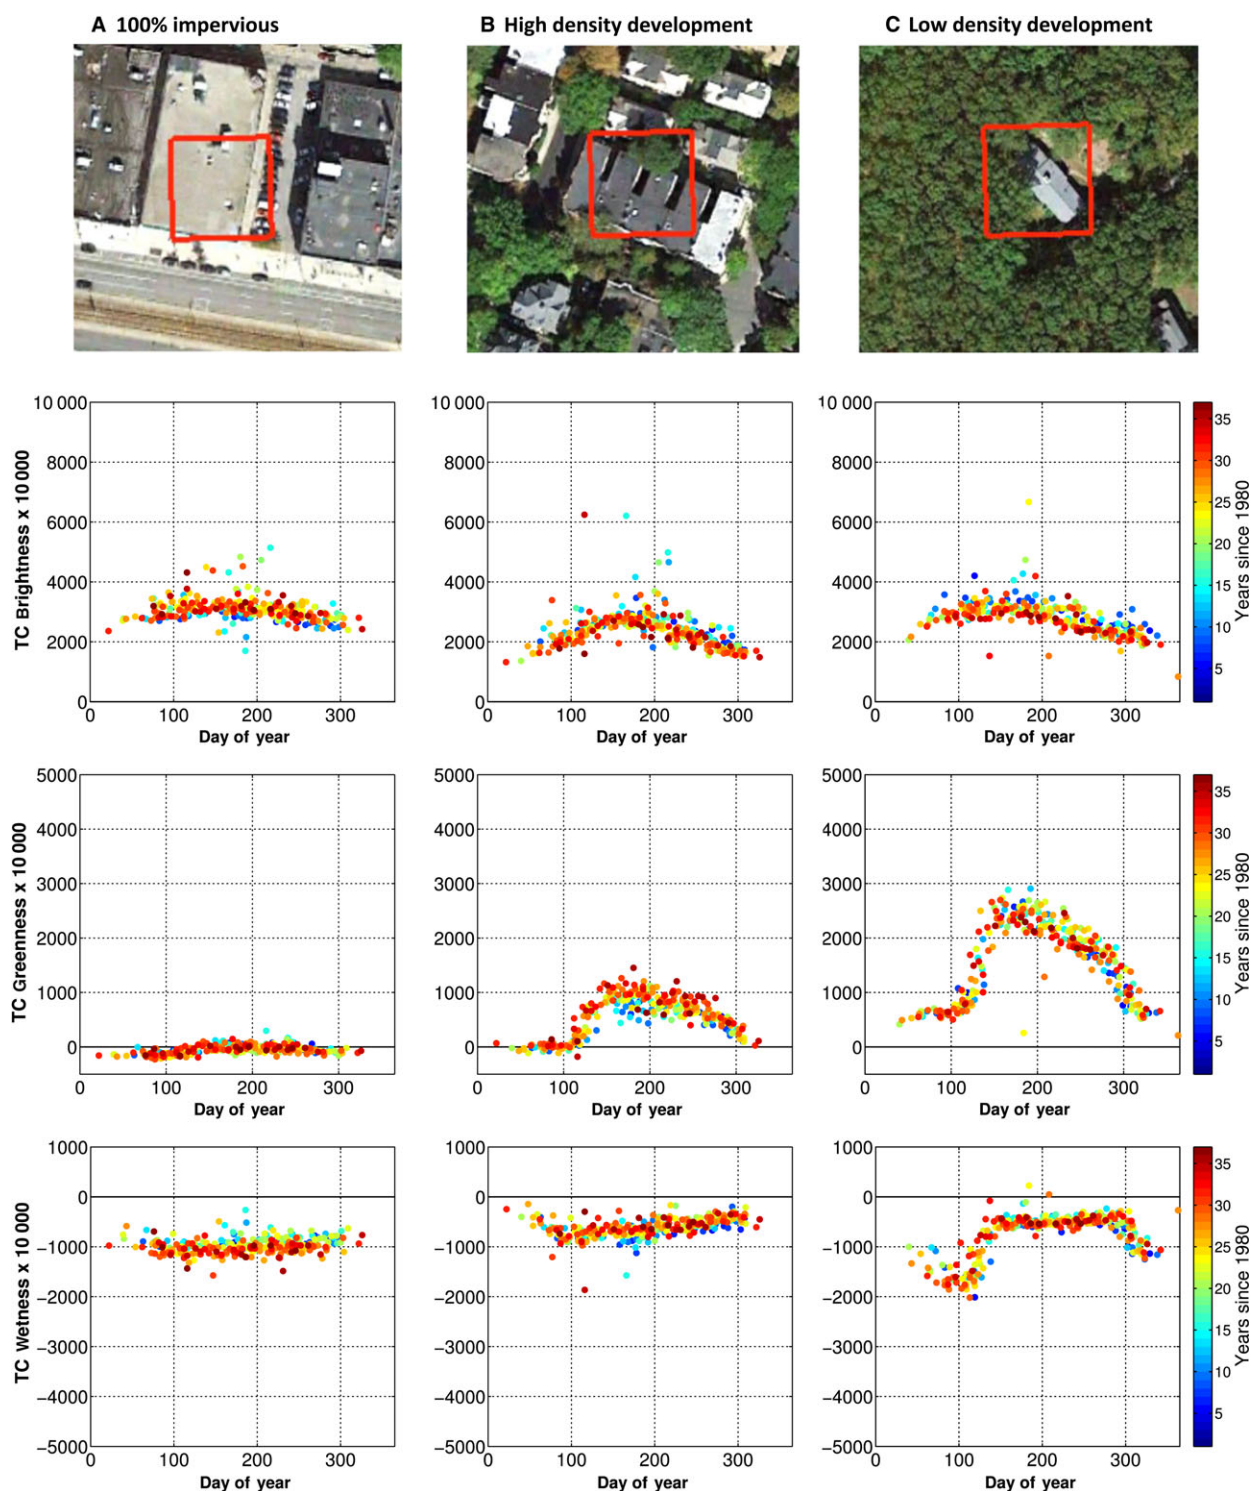 A 100% impervious
B High density development
C Low density development
10 000
8000
6000
4000
2000
0
0 100 200 300
Day of year
TC Brightness x 10 000
10 000
8000
6000
4000
2000
0
0 100 200 300
Day of year
10 000
8000
6000
4000
2000
0
0 100 200 300
Day of year
35
30
25
20
15
10
5
Years since 1980
5000
4000
3000
2000
1000
0
0 100 200 300
Day of year
TC Greenness x 10 000
5000
4000
3000
2000
1000
0
0 100 200 300
Day of year
5000
4000
3000
2000
1000
0
0 100 200 300
Day of year
35
30
25
20
15
10
5
Years since 1980
1000
0
−1000
−2000
−3000
−4000
−5000
0 100 200 300
Day of year
TC Wetness x 10 000
1000
0
−1000
−2000
−3000
−4000
−5000
0 100 200 300
Day of year
1000
0
−1000
−2000
−3000
−4000
−5000
0 100 200 300
Day of year
35
30
25
20
15
10
5
Years since 1980